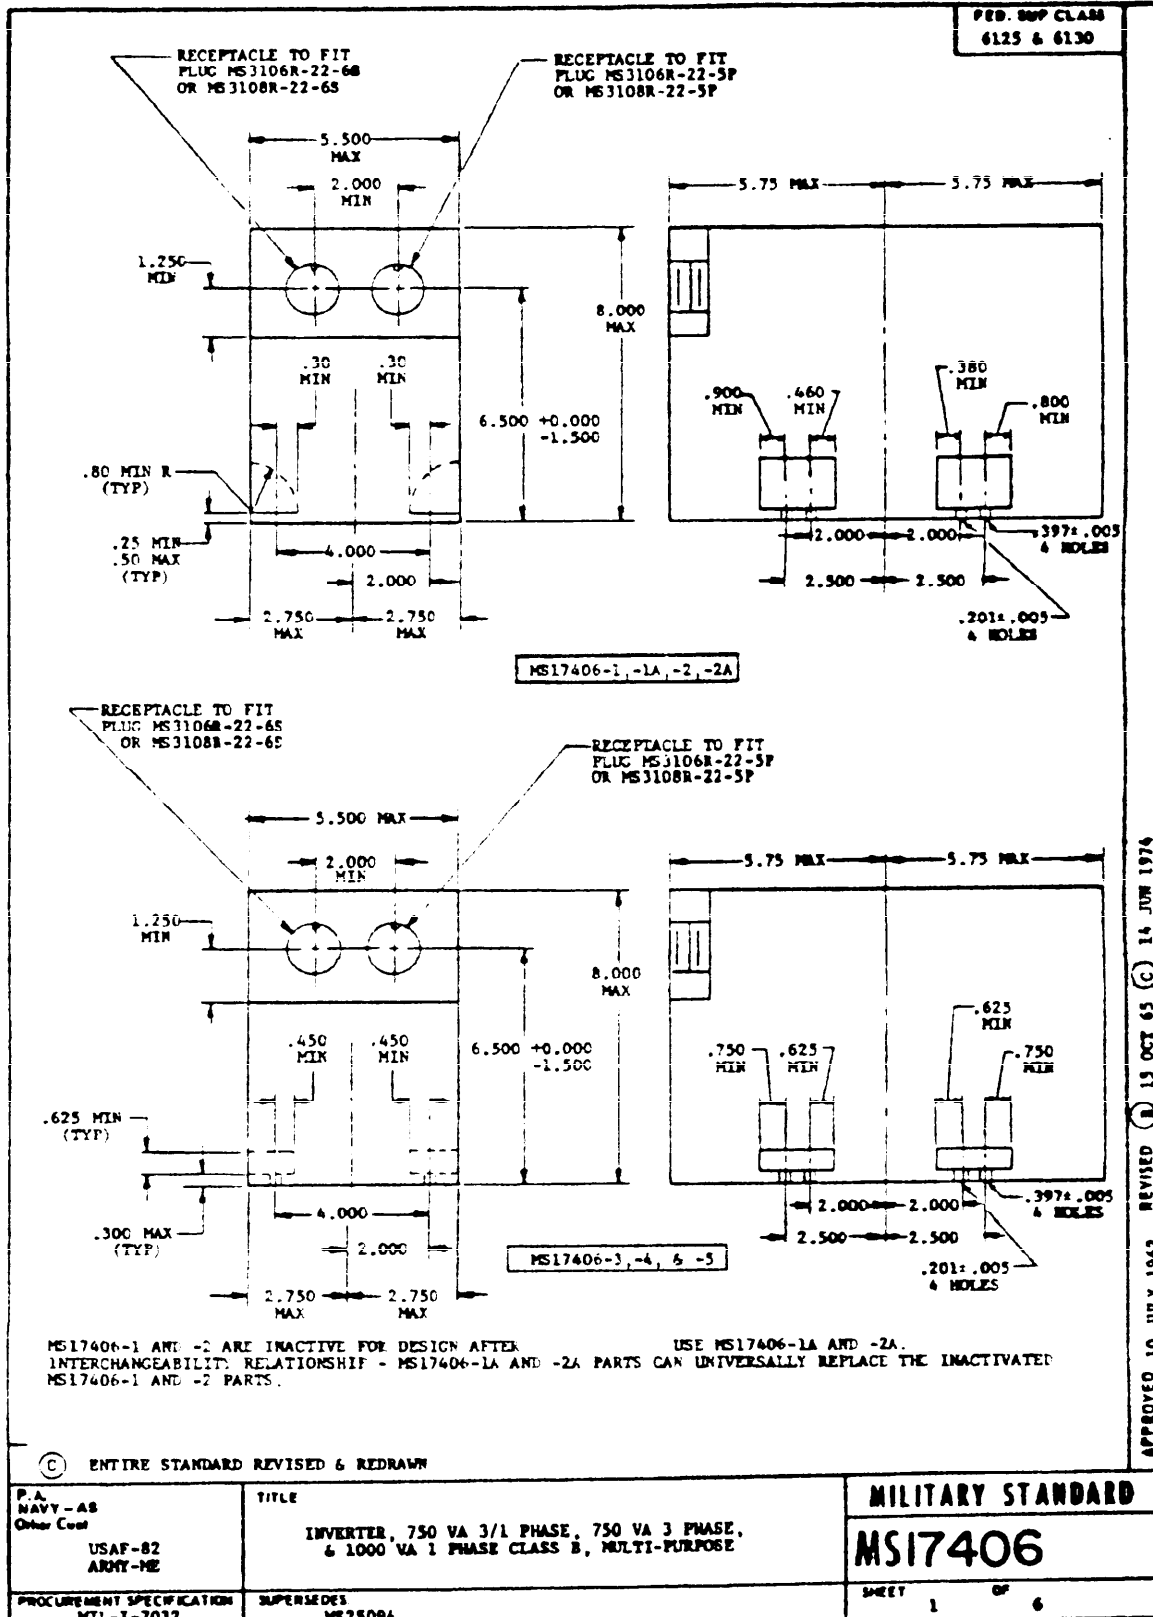 FED. SUP CLASS
6125 & 6130
RECEPTACLE TO FIT
PLUG MS3106R-22-6S
OR MS3108R-22-6S
RECEPTACLE TO FIT
PLUG MS3106R-22-5P
OR MS3108R-22-5P
5.500
MAX
2.000
MIN
5.75 MAX
5.75 MAX
1.250
MIN
8.000
MAX
.30
MIN
.30
MIN
6.500 +0.000
-1.500
.900
MIN
.460
MIN
.380
MIN
.800
MIN
.80 MIN R
(TYP)
.25 MIN
.50 MAX
(TYP)
4.000
2.000
2.750
MAX
2.750
MAX
2.000
2.000
.397±.005
4 HOLES
2.500
2.500
.201±.005
4 HOLES
MS17406-1,-1A,-2,-2A
RECEPTACLE TO FIT
PLUG MS3106R-22-6S
OR MS3108R-22-6S
RECEPTACLE TO FIT
PLUG MS3106R-22-5P
OR MS3108R-22-5P
5.500 MAX
2.000
MIN
5.75 MAX
5.75 MAX
1.250
MIN
8.000
MAX
.450
MIN
.450
MIN
6.500 +0.000
-1.500
.750
MIN
.625
MIN
.625
MIN
.750
MIN
.625 MIN
(TYP)
.300 MAX
(TYP)
4.000
2.000
2.750
MAX
2.750
MAX
2.000
2.000
.397±.005
4 HOLES
2.500
2.500
.201±.005
4 HOLES
MS17406-3,-4, & -5
MS17406-1 AND -2 ARE INACTIVE FOR DESIGN AFTER USE MS17406-1A AND -2A.
INTERCHANGEABILITY RELATIONSHIP - MS17406-1A AND -2A PARTS CAN UNIVERSALLY REPLACE THE INACTIVATED
MS17406-1 AND -2 PARTS.
C ENTIRE STANDARD REVISED & REDRAWN
APPROVED 10 JULY 1962 REVISED B 15 OCT 65 C 14 JUN 1974
P.A.
NAVY - AS
Other Cust
USAF-82
ARMY-ME
TITLE
INVERTER, 750 VA 3/1 PHASE, 750 VA 3 PHASE,
& 1000 VA 1 PHASE CLASS B, MULTI-PURPOSE
MILITARY STANDARD
MS17406
PROCUREMENT SPECIFICATION
MIL-I-7032
SUPERSEDES
MS25094
SHEET 1 OF 6